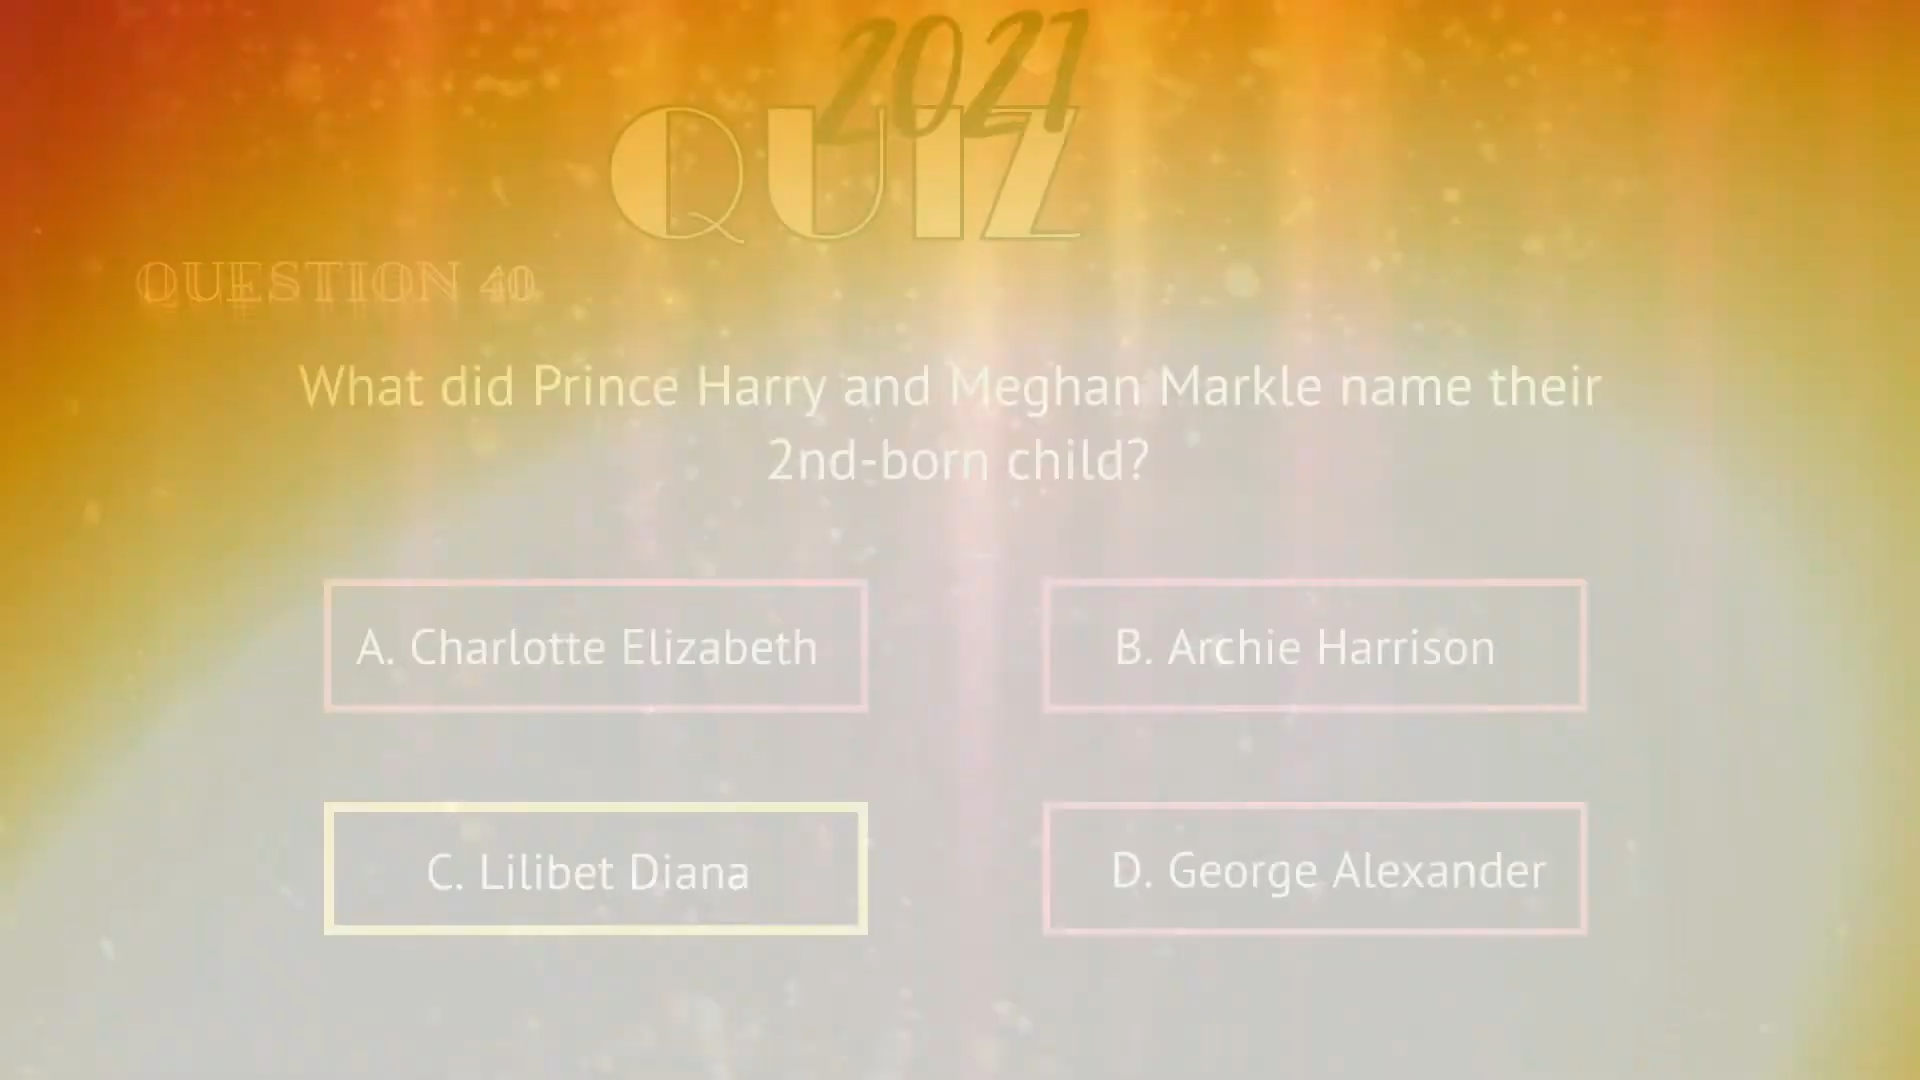 2021
QUIZ
QUESTION 40
What did Prince Harry and Meghan Markle name their
2nd-born child?
A. Charlotte Elizabeth
B. Archie Harrison
C. Lilibet Diana
D. George Alexander